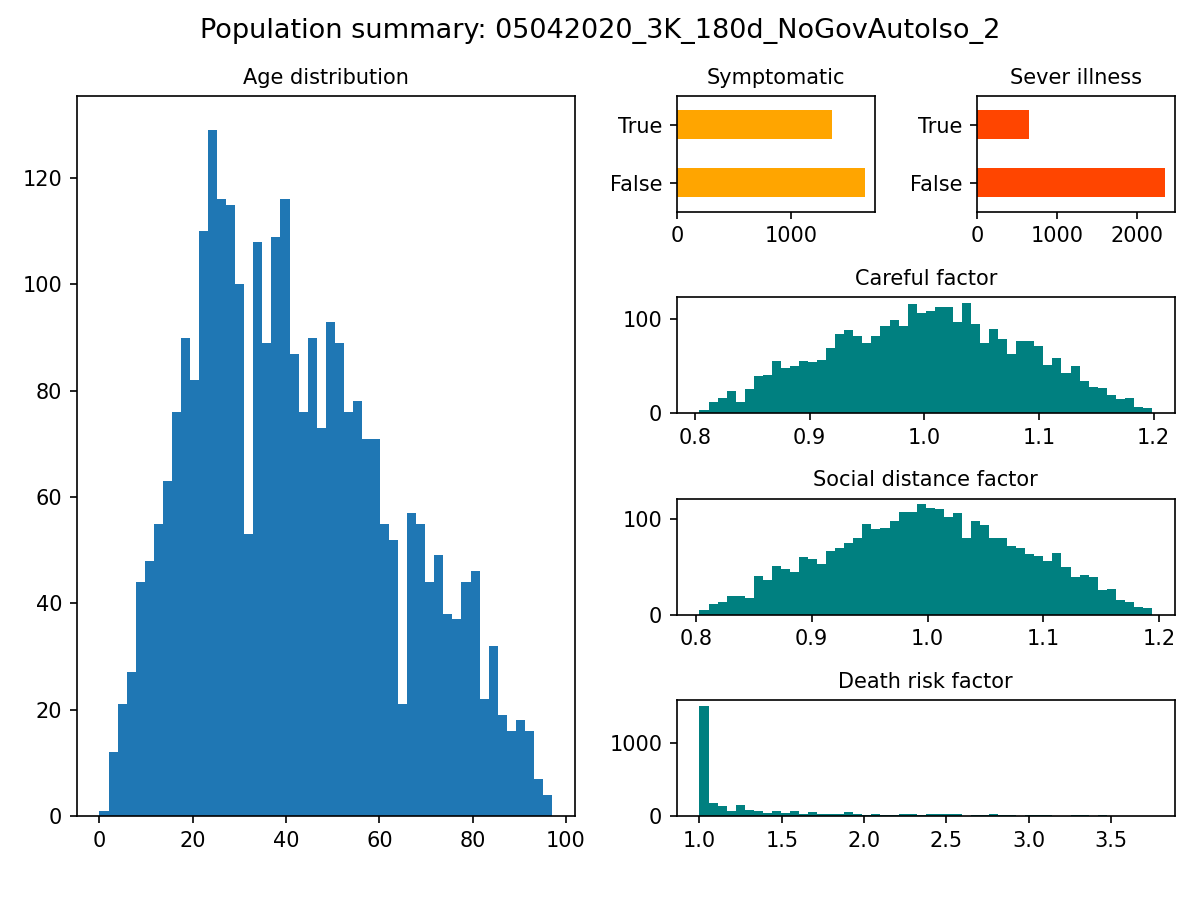 Population summary: 05042020_3K_180d_NoGovAutoIso_2
Age distribution
120
100
80
60
40
20
0
0 20 40 60 80 100
Symptomatic
True
False
0 1000
Sever illness
True
False
0 1000 2000
Careful factor
100
0
0.8 0.9 1.0 1.1 1.2
Social distance factor
100
0
0.8 0.9 1.0 1.1 1.2
Death risk factor
1000
0
1.0 1.5 2.0 2.5 3.0 3.5